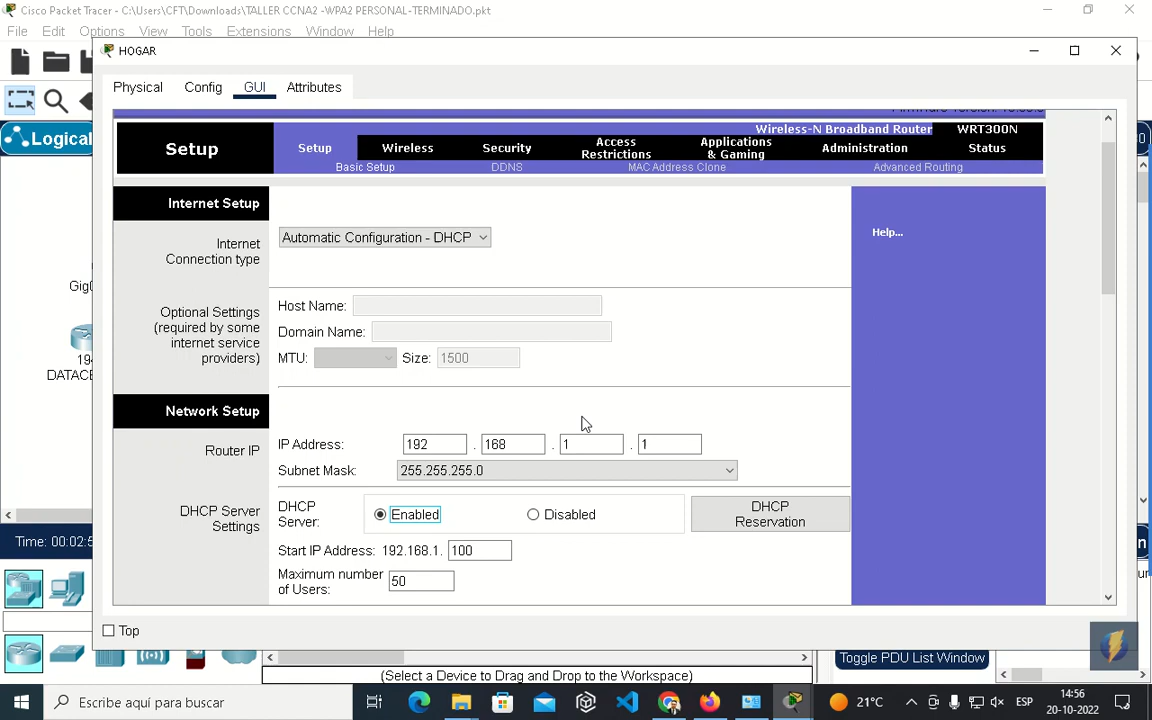 Cisco Packet Tracer - C:\Users\CFT\Downloads\TALLER CCNA2 -WPA2 PERSONAL-TERMINADO.pkt
File Edit View Tools Extensions Window Help
HOGAR
Physical Config GUI Attributes
Logical
Wireless-N Broadband Router WRT300N
Setup
Setup Wireless Security Access Restrictions Applications & Gaming Administration Status
Basic Setup DDNS MAC Address Clone Advanced Routing
Internet Setup
Help...
Internet Connection type
Automatic Configuration - DHCP
Optional Settings
(required by some
internet service
providers)
Host Name:
Domain Name:
MTU: Size: 1500
Network Setup
Router IP
IP Address: 192 . 168 . 1 . 1
Subnet Mask: 255.255.255.0
DHCP Server
Settings
DHCP
Server:
Enabled Disabled
DHCP
Reservation
Start IP Address: 192.168.1. 100
Maximum number
of Users:
50
Time: 00:02:5
Top
(Select a Device to Drag and Drop to the Workspace)
Toggle PDU List Window
Escribe aquí para buscar
21°C
ESP
14:56
20-10-2022